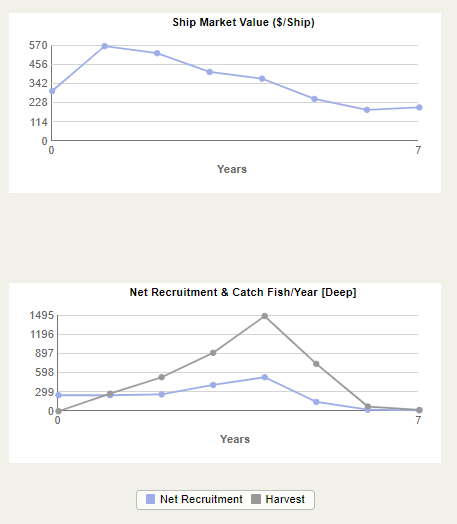 Ship Market Value ($/Ship)
570
456
342
228
114
0
0 7
Years
Net Recruitment & Catch Fish/Year [Deep]
1495
1196
897
598
299
0
0 7
Years
Net Recruitment Harvest